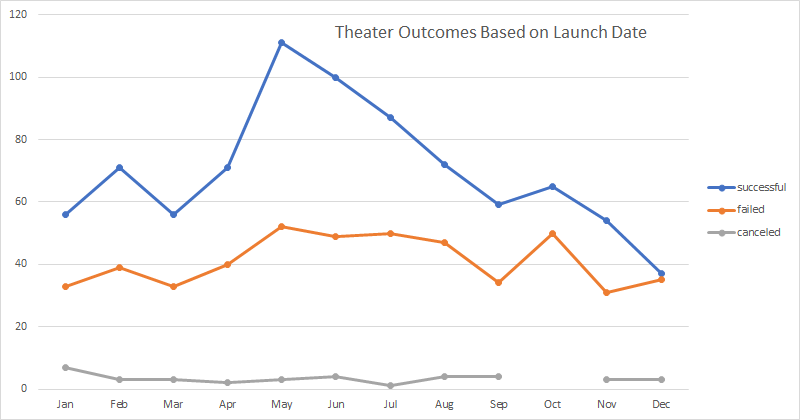 Theater Outcomes Based on Launch Date
120
100
80
60
40
20
0
Jan Feb Mar Apr May Jun Jul Aug Sep Oct Nov Dec
successful
failed
canceled